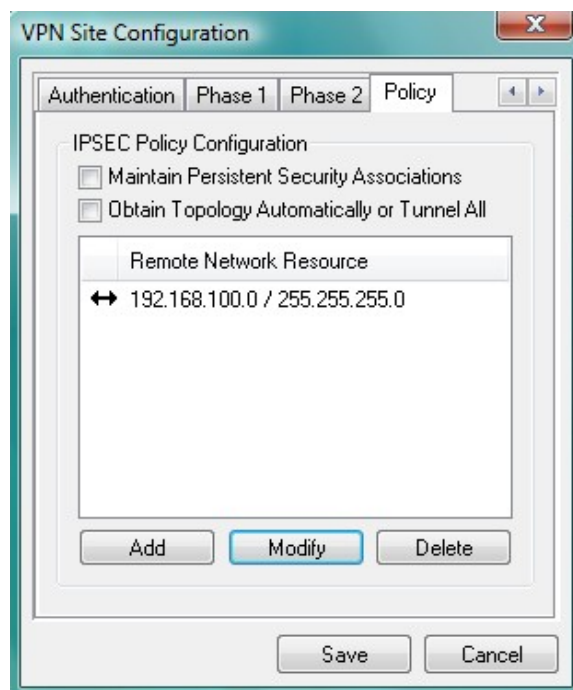 VPN Site Configuration
Authentication Phase 1 Phase 2 Policy
IPSEC Policy Configuration
Maintain Persistent Security Associations
Obtain Topology Automatically or Tunnel All
Remote Network Resource
192.168.100.0 / 255.255.255.0
Add Modify Delete
Save Cancel